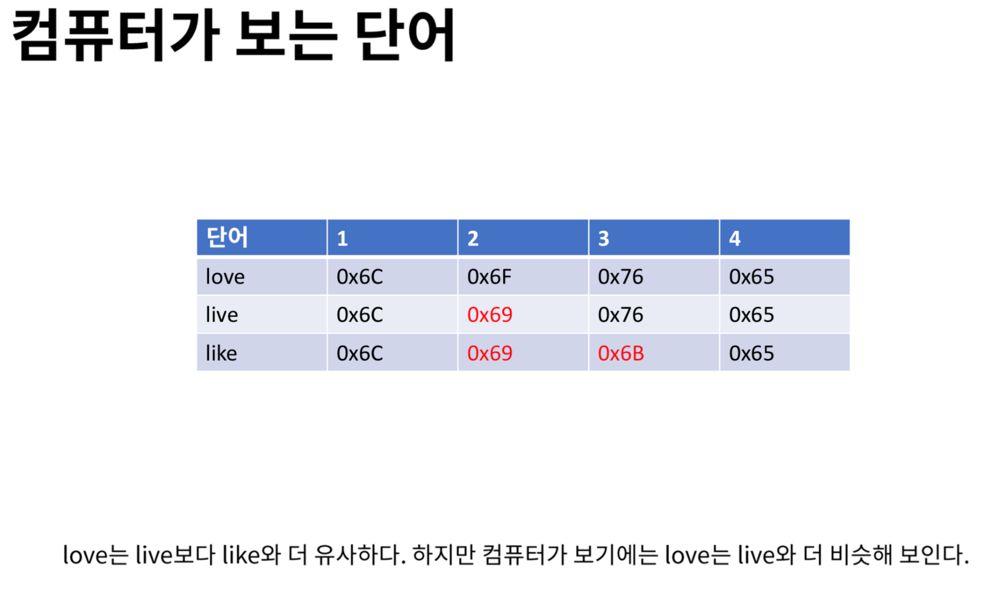 컴퓨터가 보는 단어
단어 1 2 3 4
love 0x6C 0x6F 0x76 0x65
live 0x6C 0x69 0x76 0x65
like 0x6C 0x69 0x6B 0x65
love는 live보다 like와 더 유사하다. 하지만 컴퓨터가 보기에는 love는 live와 더 비슷해 보인다.